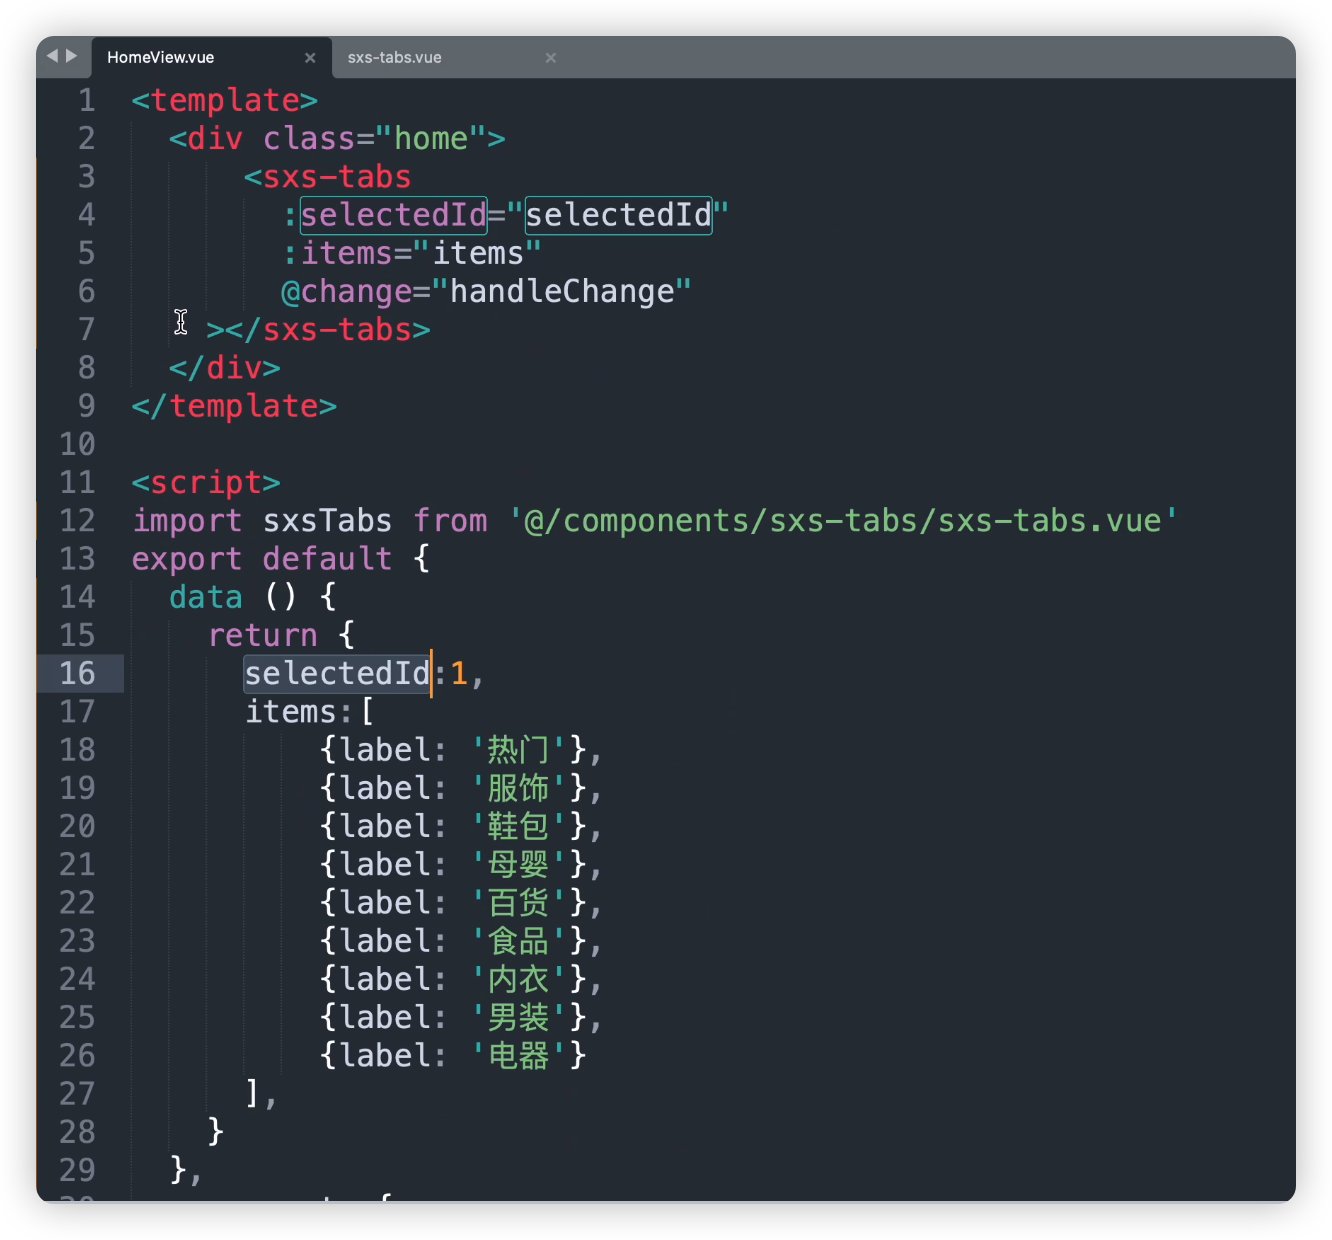 HomeView.vue
sxs-tabs.vue
1 <template>
2 <div class="home">
3 <sxs-tabs
4 :selectedId="selectedId"
5 :items="items"
6 @change="handleChange"
7 ></sxs-tabs>
8 </div>
9 </template>
10
11 <script>
12 import sxsTabs from '@/components/sxs-tabs/sxs-tabs.vue'
13 export default {
14 data () {
15 return {
16 selectedId:1,
17 items:[
18 {label: '热门'},
19 {label: '服饰'},
20 {label: '鞋包'},
21 {label: '母婴'},
22 {label: '百货'},
23 {label: '食品'},
24 {label: '内衣'},
25 {label: '男装'},
26 {label: '电器'}
27 ],
28 }
29 },